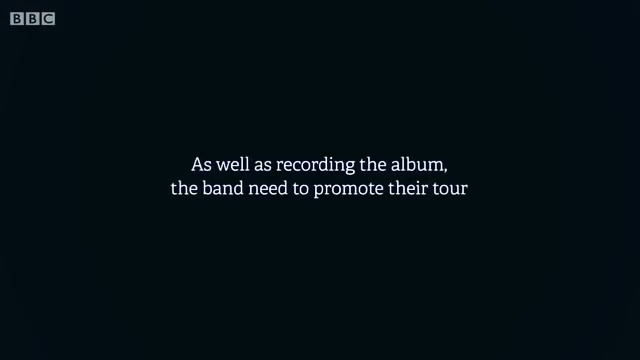 BBC
As well as recording the album,
the band need to promote their tour